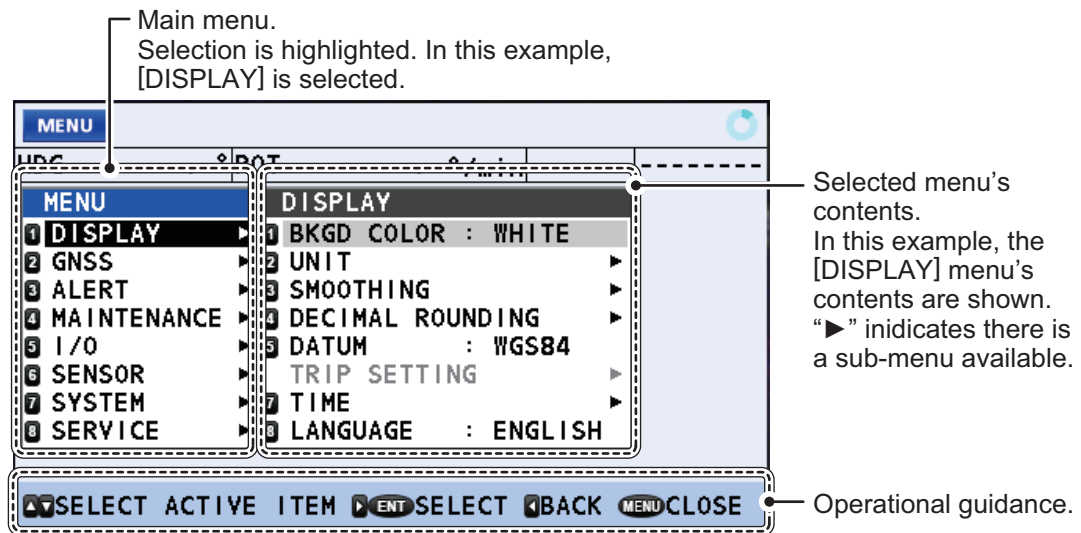 Main menu.
Selection is highlighted. In this example,
[DISPLAY] is selected.
MENU
MENU
1 DISPLAY ►
2 GNSS ►
3 ALERT ►
4 MAINTENANCE ►
5 I/O ►
6 SENSOR ►
7 SYSTEM ►
8 SERVICE ►
DISPLAY
1 BKGD COLOR : WHITE
2 UNIT ►
3 SMOOTHING ►
4 DECIMAL ROUNDING ►
5 DATUM : WGS84
TRIP SETTING ►
7 TIME ►
8 LANGUAGE : ENGLISH
Selected menu's
contents.
In this example, the
[DISPLAY] menu's
contents are shown.
“►” inidicates there is
a sub-menu available.
▲▼SELECT ACTIVE ITEM ►ENT SELECT ◄BACK MENU CLOSE
Operational guidance.